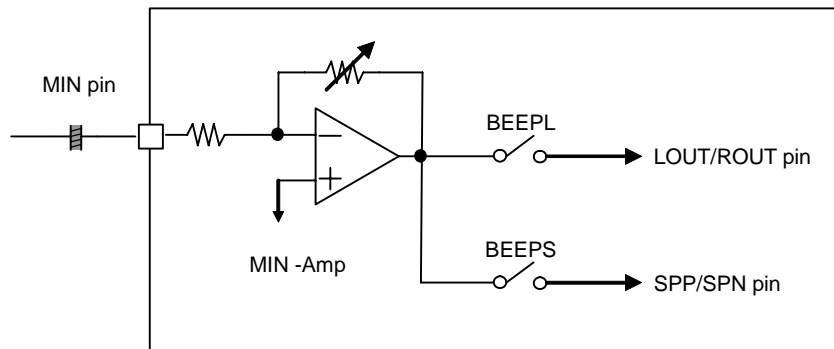 MIN pin
BEEPL
LOUT/ROUT pin
MIN -Amp
BEEPS
SPP/SPN pin